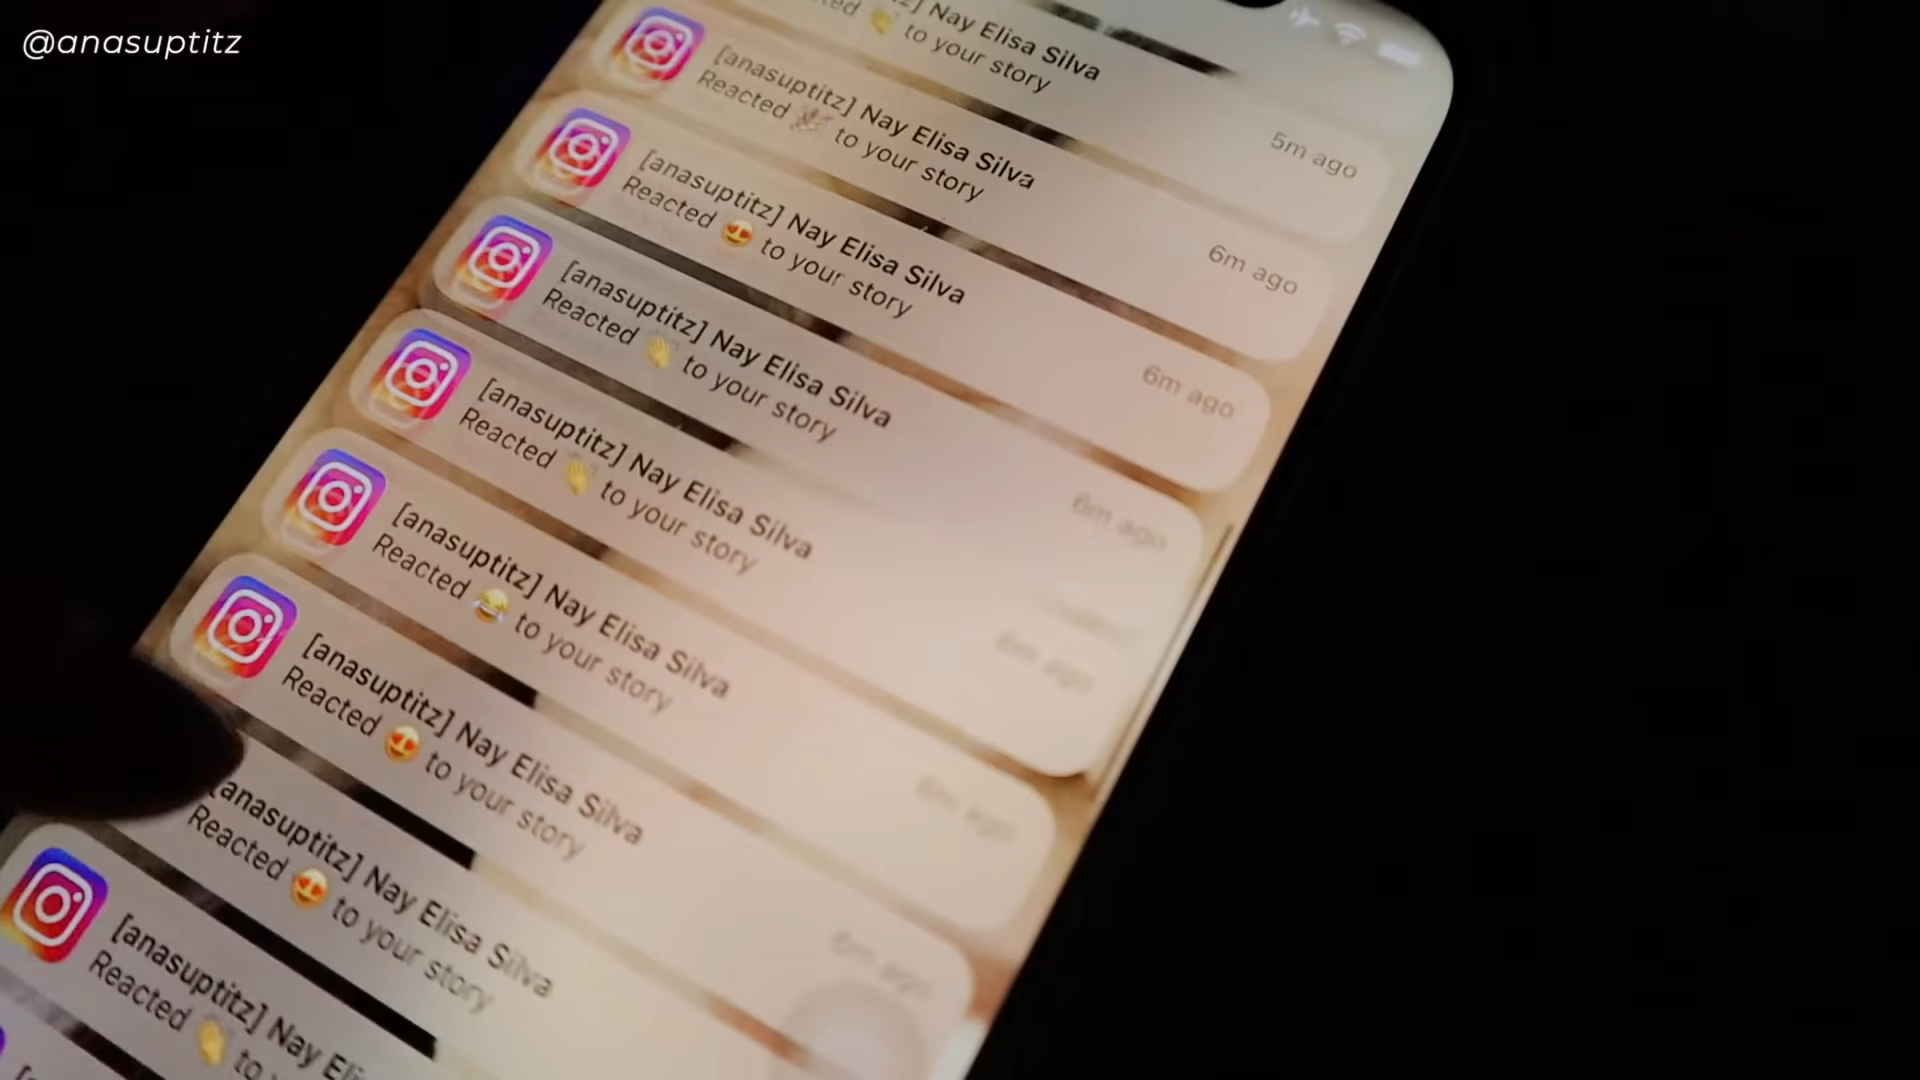 @anasuptitz
Nay Elisa Silva
to your story
5m ago
[anasuptitz] Nay Elisa Silva
Reacted to your story
6m ago
[anasuptitz] Nay Elisa Silva
Reacted 😍 to your story
6m ago
[anasuptitz] Nay Elisa Silva
Reacted 👏 to your story
6m ago
[anasuptitz] Nay Elisa Silva
Reacted 👏 to your story
6m ago
[anasuptitz] Nay Elisa Silva
Reacted 😂 to your story
6m ago
[anasuptitz] Nay Elisa Silva
Reacted 😍 to your story
6m ago
[anasuptitz] Nay Elisa Silva
Reacted 😍 to your story
[anasuptitz] Nay
Reacted 👏 to